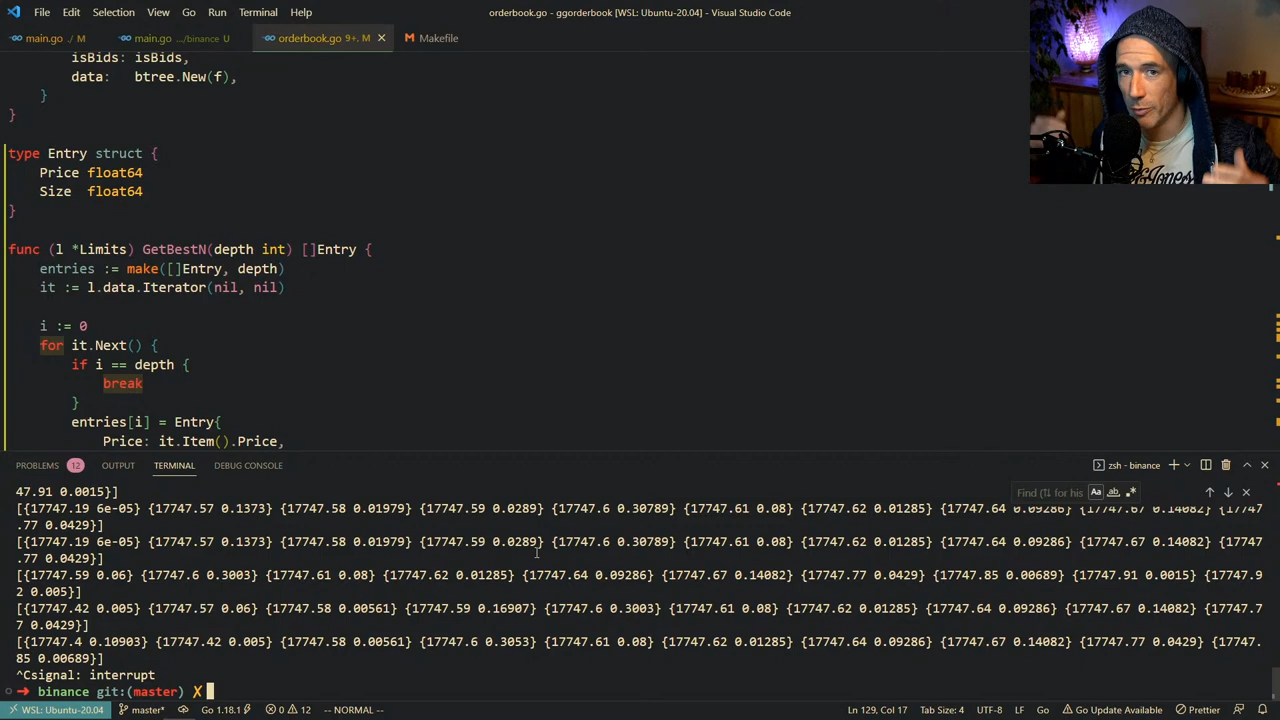 File Edit Selection View Go Run Terminal Help orderbook.go - ggorderbook [WSL: Ubuntu-20.04] - Visual Studio Code
main.go ./ M main.go .../binance U orderbook.go 9+, M Makefile
isBids: isBids,
data: btree.New(f),
}
}
type Entry struct {
Price float64
Size float64
}
func (l *Limits) GetBestN(depth int) []Entry {
entries := make([]Entry, depth)
it := l.data.Iterator(nil, nil)
i := 0
for it.Next() {
if i == depth {
break
}
entries[i] = Entry{
Price: it.Item().Price,
PROBLEMS 12 OUTPUT TERMINAL DEBUG CONSOLE zsh - binance
47.91 0.0015}]
Aa ab
[{17747.19 6e-05} {17747.57 0.1373} {17747.58 0.01979} {17747.59 0.0289} {17747.6 0.30789} {17747.61 0.08} {17747.62 0.01285} {17747.64 0.09286} {17747.67 0.14082} {17747
.77 0.0429}]
[{17747.19 6e-05} {17747.57 0.1373} {17747.58 0.01979} {17747.59 0.0289} {17747.6 0.30789} {17747.61 0.08} {17747.62 0.01285} {17747.64 0.09286} {17747.67 0.14082} {17747
.77 0.0429}]
[{17747.59 0.06} {17747.6 0.3003} {17747.61 0.08} {17747.62 0.01285} {17747.64 0.09286} {17747.67 0.14082} {17747.77 0.0429} {17747.85 0.00689} {17747.91 0.0015} {17747.9
2 0.005}]
[{17747.42 0.005} {17747.57 0.06} {17747.58 0.00561} {17747.59 0.16907} {17747.6 0.3003} {17747.61 0.08} {17747.62 0.01285} {17747.64 0.09286} {17747.67 0.14082} {17747.7
7 0.0429}]
[{17747.4 0.10903} {17747.42 0.005} {17747.58 0.00561} {17747.6 0.3053} {17747.61 0.08} {17747.62 0.01285} {17747.64 0.09286} {17747.67 0.14082} {17747.77 0.0429} {17747.
85 0.00689}]
^Csignal: interrupt
binance git:(master) ✗
WSL: Ubuntu-20.04 master* Go 1.18.1 0 12 -- NORMAL -- Ln 129, Col 17 Tab Size: 4 UTF-8 LF Go Go Update Available Prettier